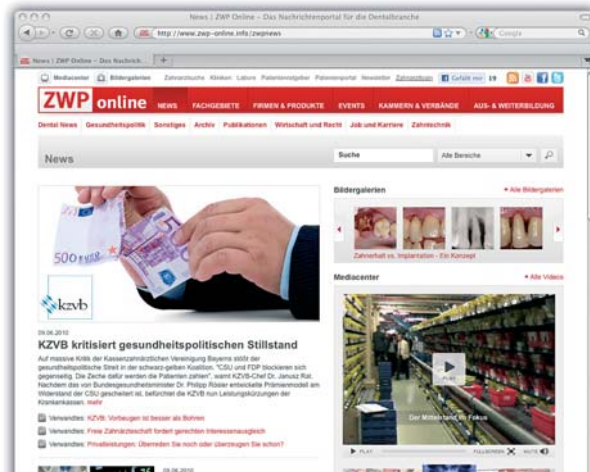 News | ZWP Online – Das Nachrichtenportal für die Dentalbranche
http://www.zwp-online.info/zwpnews
Google
News | ZWP Online – Das Nachrich...
Mediacenter Bildergalerien Zahnarztsuche Kliniken Labore Patientenratgeber Patientenportal Newsletter Zahnarztpraxis Gefällt mir 19
ZWP online NEWS FACHGEBIETE FIRMEN & PRODUKTE EVENTS KAMMERN & VERBÄNDE AUS- & WEITERBILDUNG
Dental News Gesundheitspolitik Sonstiges Archiv Publikationen Wirtschaft und Recht Job und Karriere Zahntechnik
News
Suche
Alle Bereiche
500
kzvb
09.06.2010
KZVB kritisiert gesundheitspolitischen Stillstand
Auf massive Kritik der Kassenzahnärztlichen Vereinigung Bayerns stößt der
gesundheitspolitische Streit in der schwarz-gelben Koalition. "CSU und FDP blockieren sich
gegenseitig. Die Zeche dafür werden die Patienten zahlen", warnt KZVB-Chef Dr. Janusz Rat.
Nachdem das von Bundesgesundheitsminister Dr. Philipp Rösler entwickelte Prämienmodell am
Widerstand der CSU gescheitert ist, befürchtet die KZVB nun Leistungskürzungen der
Krankenkassen. mehr
Verwandtes: KZVB: Vorbeugen ist besser als Bohren
Verwandtes: Freie Zahnärzteschaft fordert gerechten Interessenausgleich
Verwandtes: Privatleistungen: Überreden Sie noch oder überzeugen Sie schon?
09.06.2010
Bildergalerien
Alle Bildergalerien
Zahnerhalt vs. Implantation - Ein Konzept
Mediacenter
Alle Videos
PLAY
Der Mittelstand im Fokus
PLAY FULLSCREEN MUTE